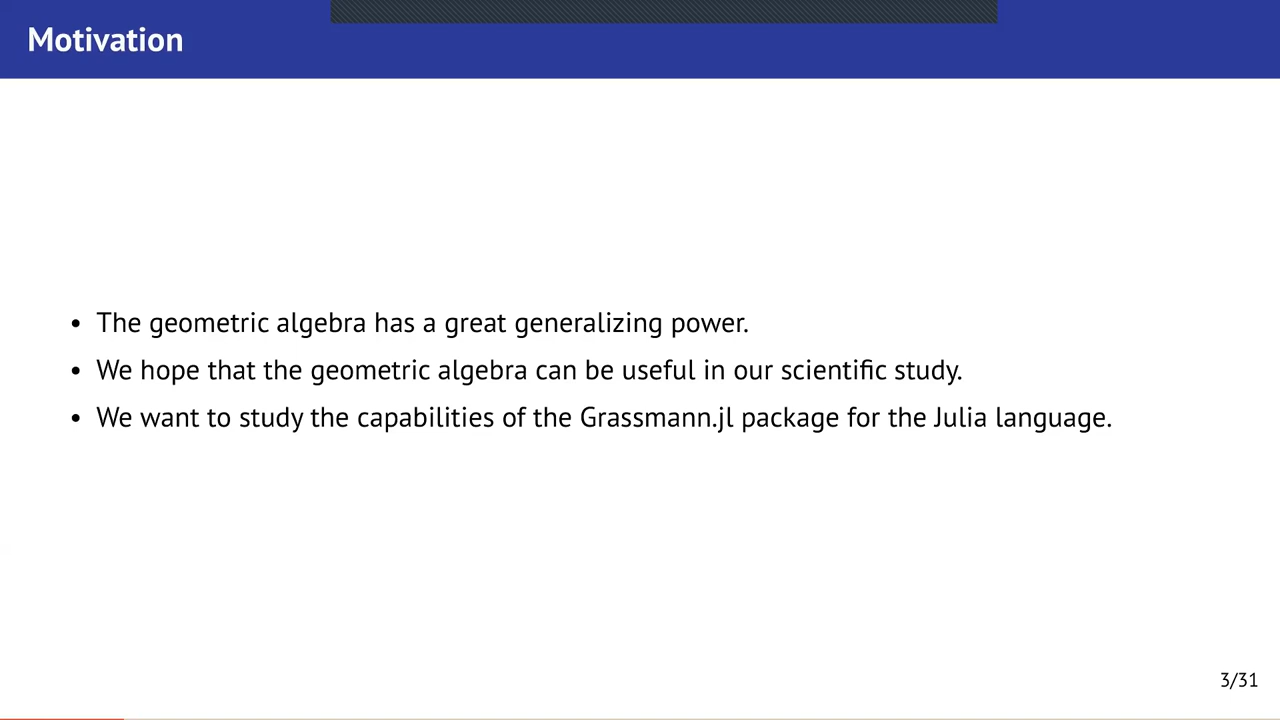 Motivation
• The geometric algebra has a great generalizing power.
• We hope that the geometric algebra can be useful in our scientific study.
• We want to study the capabilities of the Grassmann.jl package for the Julia language.
3/31